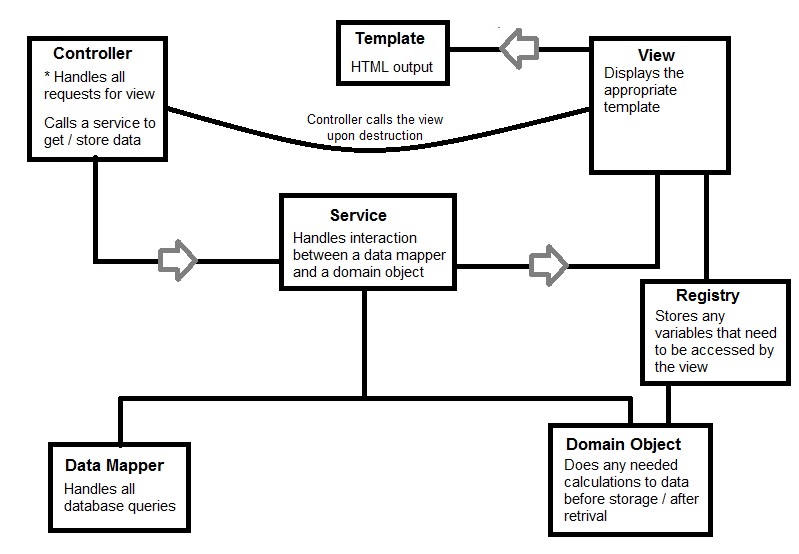 Controller
* Handles all
requests for view
Calls a service to
get / store data
Template
HTML output
View
Displays the
appropriate
template
Controller calls the view
upon destruction
Service
Handles interaction
between a data mapper
and a domain object
Registry
Stores any
variables that need
to be accessed by
the view
Data Mapper
Handles all
database queries
Domain Object
Does any needed
calculations to data
before storage / after
retrival